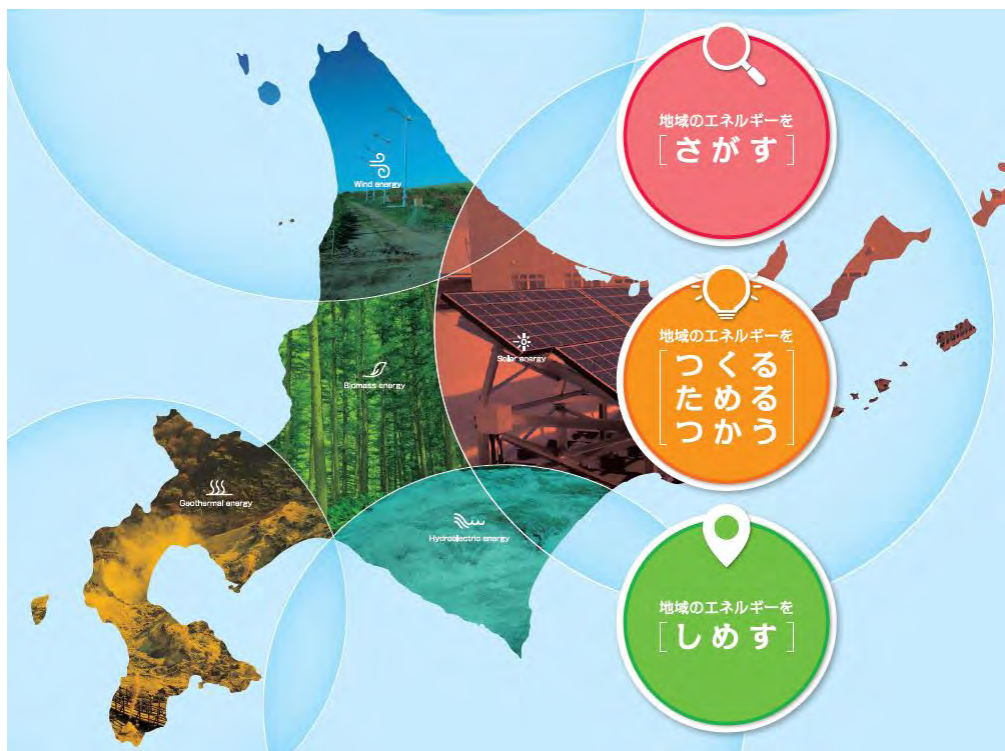 地域のエネルギーを
[さがす]
Wind energy
地域のエネルギーを
[つくる
ためる
つかう]
Solar energy
Biomass energy
Geothermal energy
Hydroelectric energy
地域のエネルギーを
[しめす]